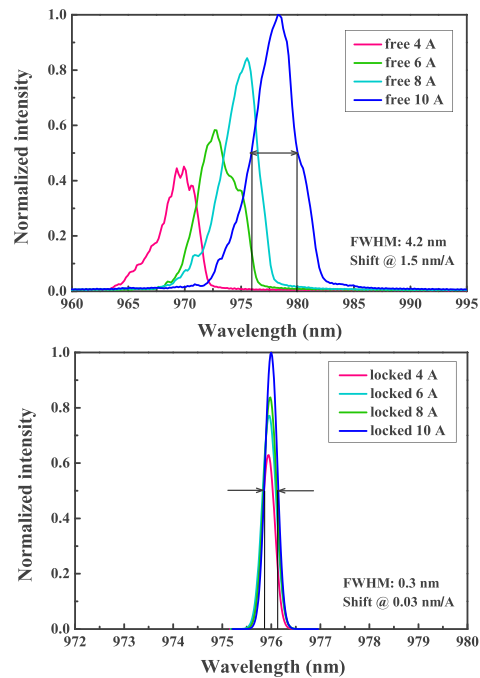 1.0
0.8
0.6
0.4
0.2
0.0
Normalized intensity
free 4 A
free 6 A
free 8 A
free 10 A
FWHM: 4.2 nm
Shift @ 1.5 nm/A
960 965 970 975 980 985 990 995
Wavelength (nm)
1.0
0.8
0.6
0.4
0.2
0.0
Normalized intensity
locked 4 A
locked 6 A
locked 8 A
locked 10 A
FWHM: 0.3 nm
Shift @ 0.03 nm/A
972 973 974 975 976 977 978 979 980
Wavelength (nm)